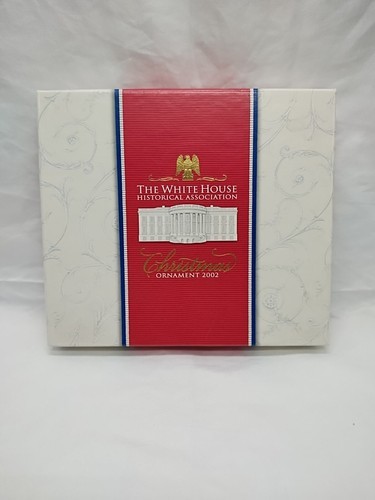 THE WHITE HOUSE
HISTORICAL ASSOCIATION
Christmas
ORNAMENT 2002